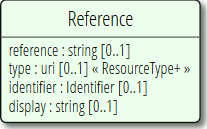 Reference
reference : string [0..1]
type : uri [0..1] « ResourceType+ »
identifier : Identifier [0..1]
display : string [0..1]